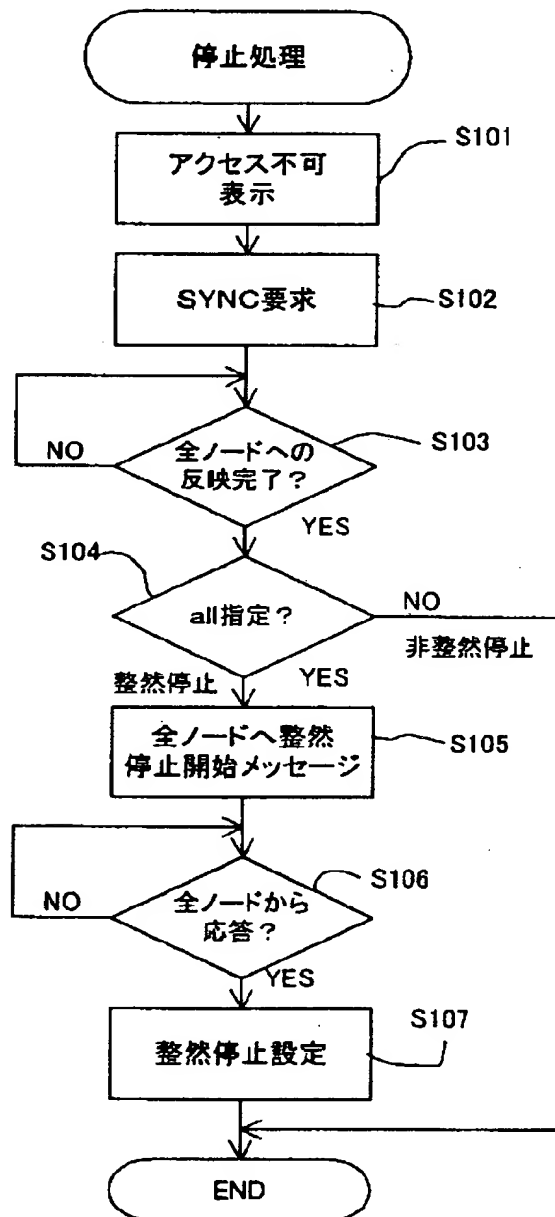 停止処理
アクセス不可
表示
S101
SYNC要求
S102
全ノードへの
反映完了？
S103
NO
YES
S104
all指定？
NO
非整然停止
整然停止
YES
全ノードへ整然
停止開始メッセージ
S105
全ノードから
応答？
S106
NO
YES
整然停止設定
S107
END